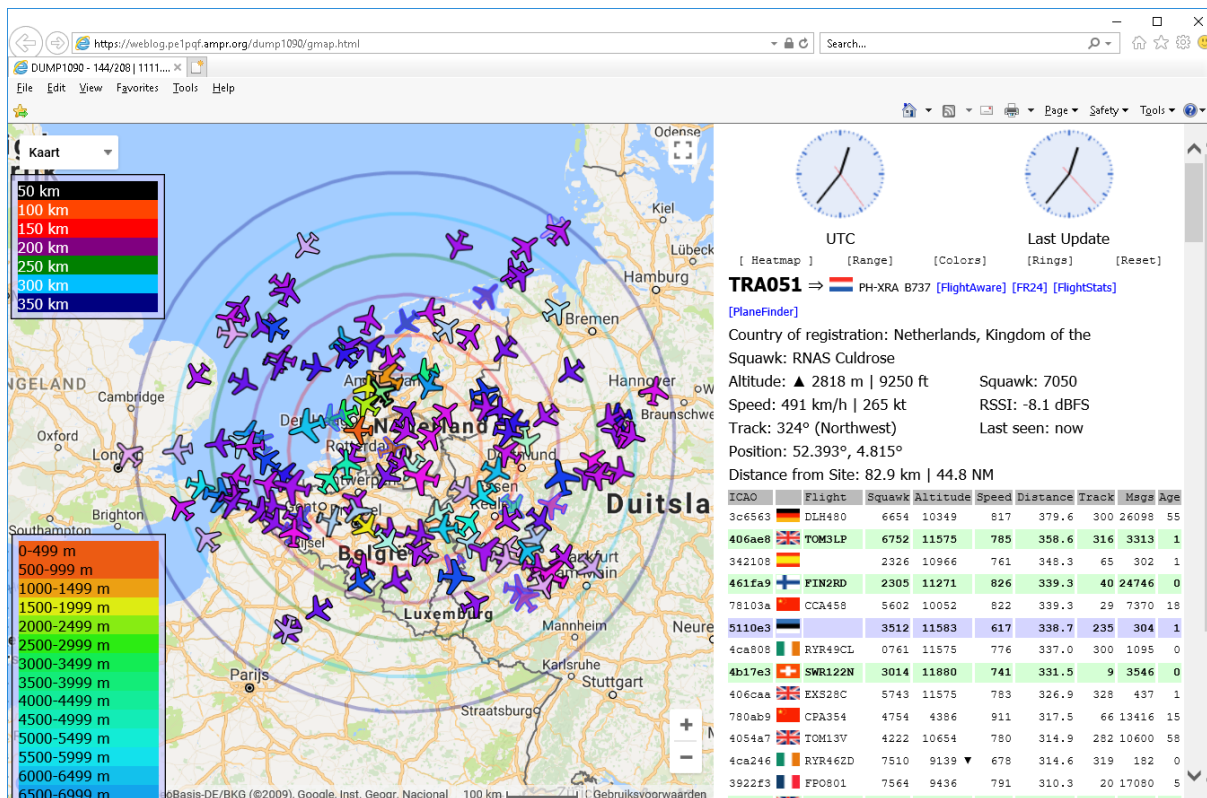 https://weblog.pe1pqf.ampr.org/dump1090/gmap.html
Search...
DUMP1090 - 144/208 | 1111....
File Edit View Favorites Tools Help
Page Safety Tools
Kaart
50 km
100 km
150 km
200 km
250 km
300 km
350 km
Odense
Kiel
Lübeck
Hamburg
Bremen
Hannover
Braunschwe
NGELAND
Cambridge
Oxford
Brighton
Southampton
Nederland
Duitsla
België
Luxemburg
Mannheim
Neure
Parijs
Karlsruhe
Stuttgart
Straatsburg
0-499 m
500-999 m
1000-1499 m
1500-1999 m
2000-2499 m
2500-2999 m
3000-3499 m
3500-3999 m
4000-4499 m
4500-4999 m
5000-5499 m
5500-5999 m
6000-6499 m
6500-6999 m
oBasis-DE/BKG (©2009), Google, Inst. Geogr. Nacional 100 km Gebruiksvoorwaarden
UTC Last Update
[ Heatmap ] [Range] [Colors] [Rings] [Reset]
TRA051 ⇒ PH-XRA B737 [FlightAware] [FR24] [FlightStats]
[PlaneFinder]
Country of registration: Netherlands, Kingdom of the
Squawk: RNAS Culdrose
Altitude: ▲ 2818 m | 9250 ft Squawk: 7050
Speed: 491 km/h | 265 kt RSSI: -8.1 dBFS
Track: 324° (Northwest) Last seen: now
Position: 52.393°, 4.815°
Distance from Site: 82.9 km | 44.8 NM
ICAO Flight Squawk Altitude Speed Distance Track Msgs Age
3c6563 DLH480 6654 10349 817 379.6 300 26098 55
406ae8 TOM3LP 6752 11575 785 358.6 316 3313 1
342108 2326 10966 761 348.3 65 302 1
461fa9 FIN2RD 2305 11271 826 339.3 40 24746 0
78103a CCA458 5602 10052 822 339.3 29 7370 18
5110e3 3512 11583 617 338.7 235 304 1
4ca808 RYR49CL 0761 11575 776 337.0 300 1095 0
4b17e3 SWR122N 3014 11880 741 331.5 9 3546 0
406caa EXS28C 5743 11575 783 326.9 328 437 1
780ab9 CPA354 4754 4386 911 317.5 66 13416 15
4054a7 TOM13V 4222 10654 780 314.9 282 10600 58
4ca246 RYR46ZD 7510 9139 ▼ 678 314.6 319 182 0
3922f3 FPO801 7564 9436 791 310.3 20 17080 5